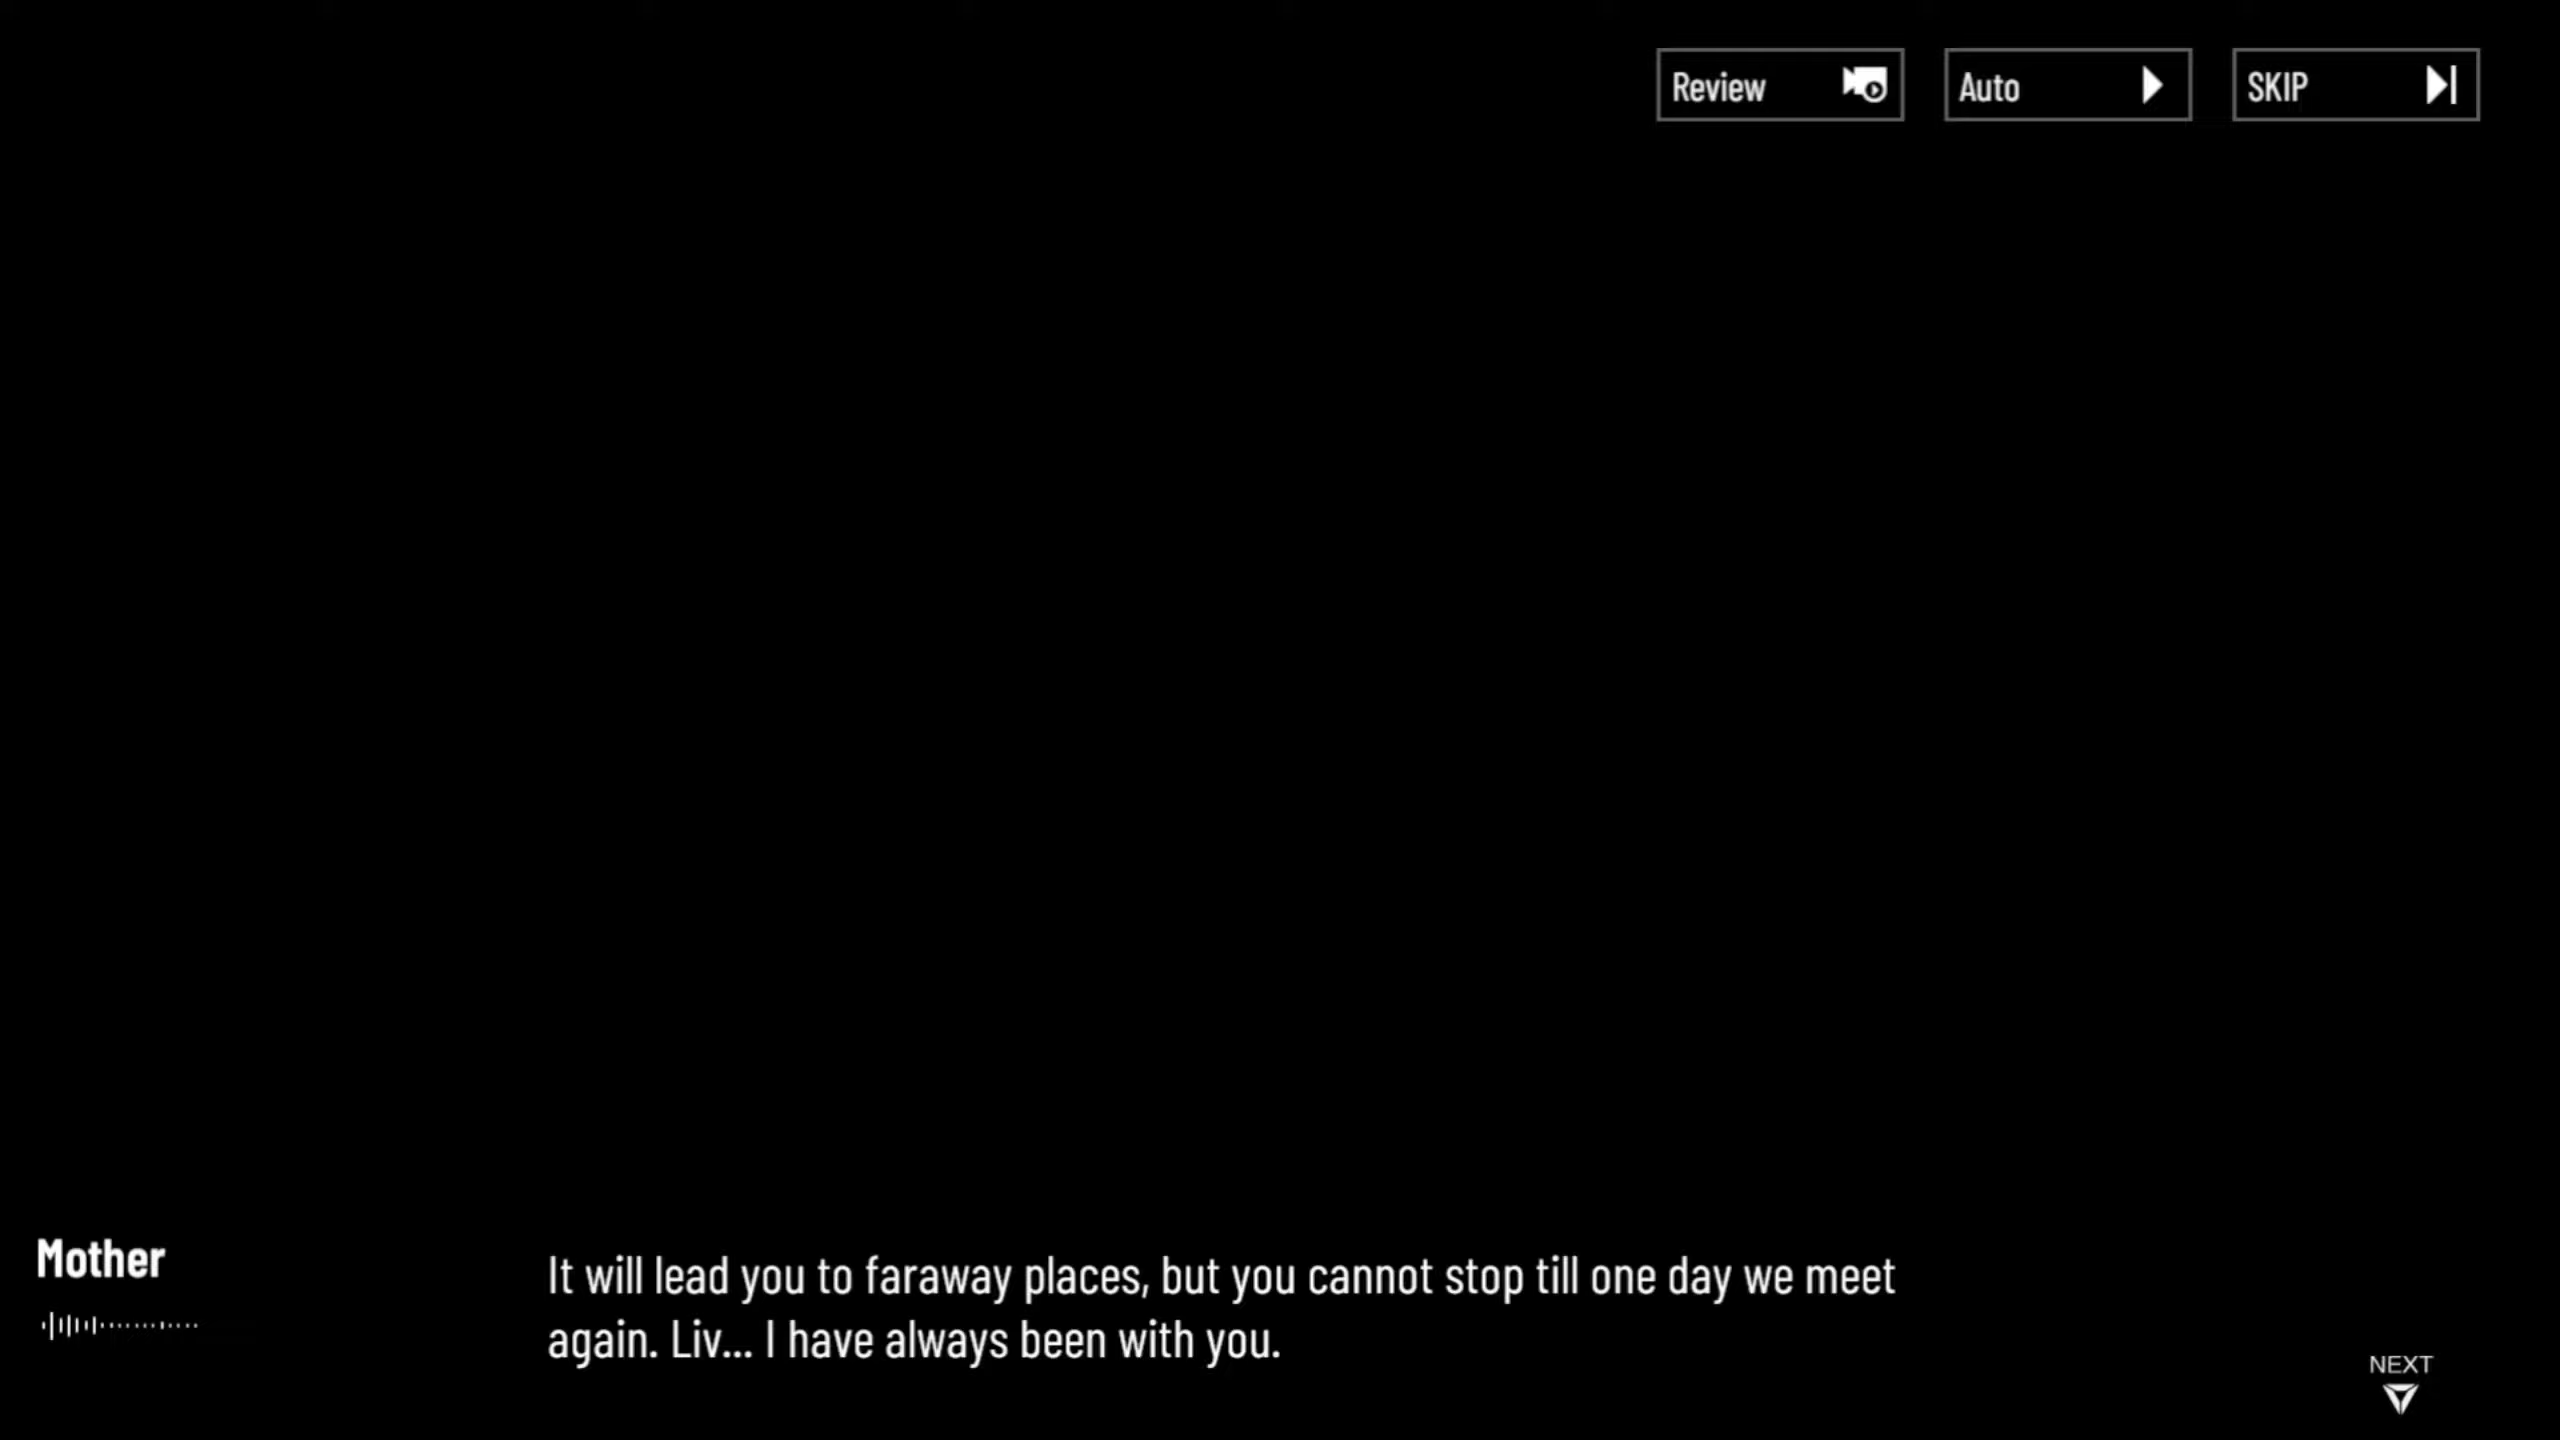 Review
Auto
SKIP
Mother
It will lead you to faraway places, but you cannot stop till one day we meet
again. Liv... I have always been with you.
NEXT